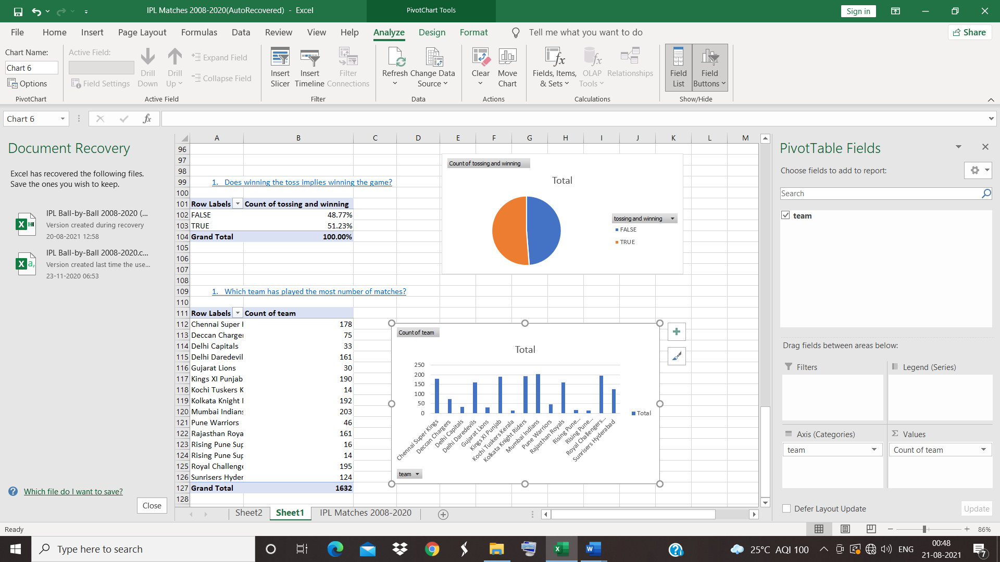 IPL Matches 2008-2020(AutoRecovered) - Excel
PivotChart Tools
Sign in
File Home Insert Page Layout Formulas Data Review View Help Analyze Design Format Tell me what you want to do Share
Chart Name:
Chart 6
Options
PivotChart
Active Field:
Field Settings
Drill Down
Drill Up
Expand Field
Collapse Field
Active Field
Insert Slicer
Insert Timeline
Filter Connections
Filter
Refresh
Change Data Source
Data
Clear
Move Chart
Actions
Fields, Items, & Sets
OLAP Tools
Relationships
Calculations
Field List
Field Buttons
Show/Hide
Chart 6
fx
Document Recovery
Excel has recovered the following files.
Save the ones you wish to keep.
IPL Ball-by-Ball 2008-2020 (...
Version created during recovery
20-08-2021 12:58
IPL Ball-by-Ball 2008-2020.c...
Version created last time the use...
23-11-2020 06:53
Which file do I want to save?
Close
A B C D E F G H I J K L M
96
97
98
99 1. Does winning the toss implies winning the game?
100
101 Row Labels Count of tossing and winning
102 FALSE 48.77%
103 TRUE 51.23%
104 Grand Total 100.00%
105
106
107
108
109 1. Which team has played the most number of matches?
110
111 Row Labels Count of team
112 Chennai Super 178
113 Deccan Charger 75
114 Delhi Capitals 33
115 Delhi Daredevil 161
116 Gujarat Lions 30
117 Kings XI Punjab 190
118 Kochi Tuskers K 14
119 Kolkata Knight 192
120 Mumbai Indians 203
121 Pune Warriors 46
122 Rajasthan Roya 161
123 Rising Pune Sup 16
124 Rising Pune Sup 14
125 Royal Challenge 195
126 Sunrisers Hyder 124
127 Grand Total 1632
128
Count of tossing and winning
Total
tossing and winning
FALSE
TRUE
Count of team
Total
250
200
150
100
50
0
Chennai Super Kings
Deccan Chargers
Delhi Capitals
Delhi Daredevils
Gujarat Lions
Kings XI Punjab
Kochi Tuskers Kerala
Kolkata Knight Riders
Mumbai Indians
Pune Warriors
Rajasthan Royals
Rising Pune...
Rising Pune...
Royal Challengers...
Sunrisers Hyderabad
Total
team
PivotTable Fields
Choose fields to add to report:
Search
team
Drag fields between areas below:
Filters
Legend (Series)
Axis (Categories)
Σ Values
team
Count of team
Defer Layout Update
Update
Sheet2 Sheet1 IPL Matches 2008-2020
Ready
86%
Type here to search
25°C AQI 100
ENG
00:48
21-08-2021
7